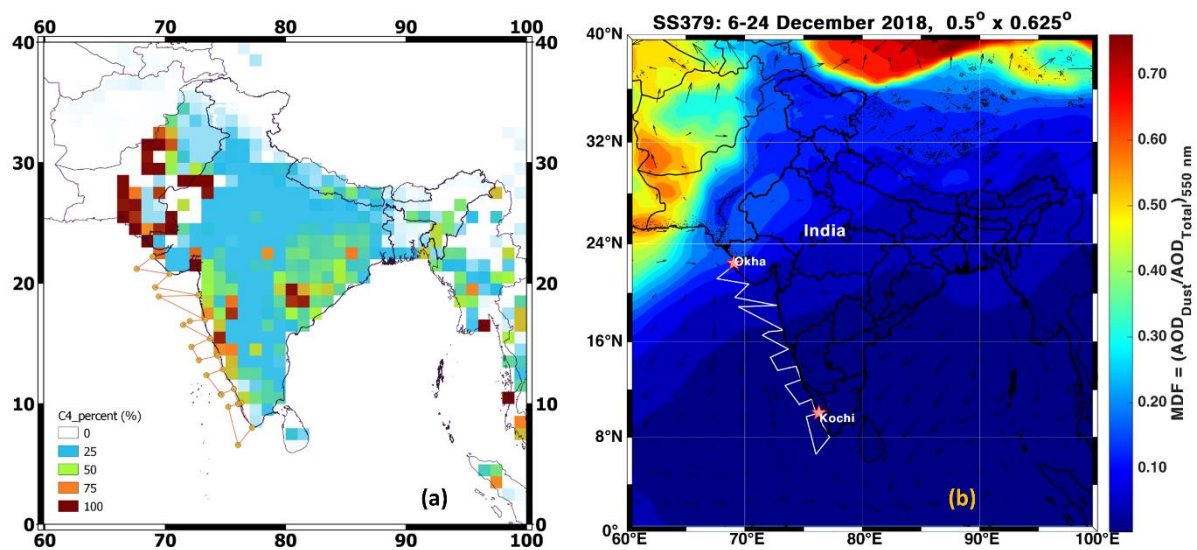 60 70 80 90 100
40 40
30 30
20 20
10 10
0 0
60 70 80 90 100
C4_percent (%)
0
25
50
75
100
(a)
SS379: 6-24 December 2018, 0.5° x 0.625°
40°N
32°N
24°N
16°N
8°N
0°
60°E 70°E 80°E 90°E 100°E
India
Okha
Kochi
(b)
0.70
0.60
0.50
0.40
0.30
0.20
0.10
MDF = (AOD_Dust/AOD_Total)550 nm